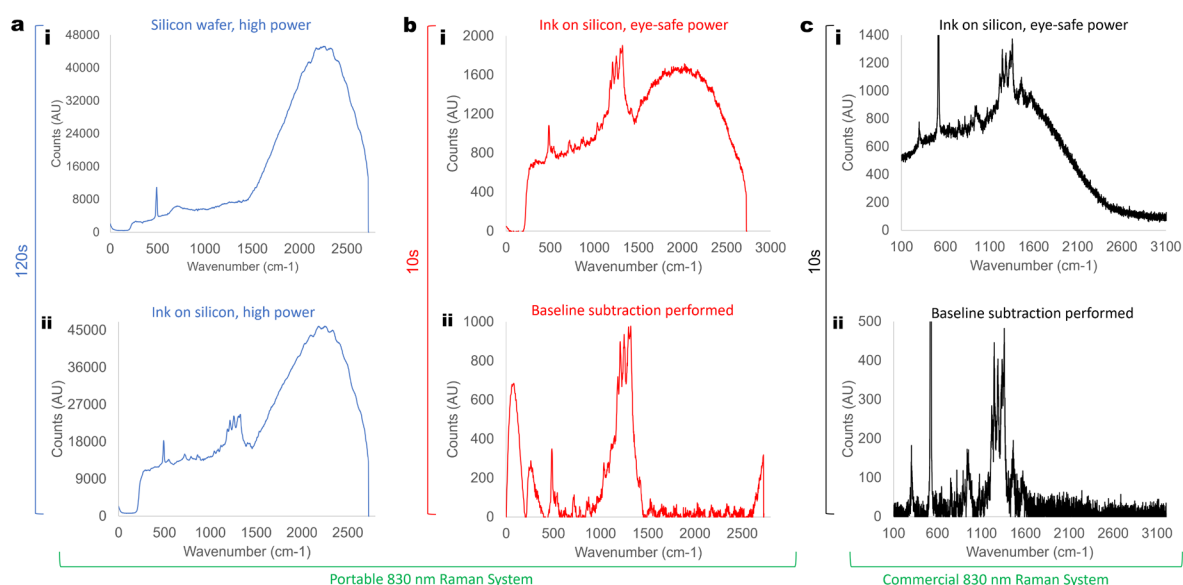 a
i
Silicon wafer, high power
48000
40000
32000
24000
16000
8000
0
Counts (AU)
0 500 1000 1500 2000 2500
Wavenumber (cm-1)
120s
ii
Ink on silicon, high power
45000
36000
27000
18000
9000
0
Counts (AU)
0 500 1000 1500 2000 2500
Wavenumber (cm-1)
b
i
Ink on silicon, eye-safe power
2000
1600
1200
800
400
0
Counts (AU)
0 500 1000 1500 2000 2500 3000
Wavenumber (cm-1)
10s
ii
Baseline subtraction performed
1000
800
600
400
200
0
Counts (AU)
0 500 1000 1500 2000 2500
Wavenumber (cm-1)
Portable 830 nm Raman System
c
i
Ink on silicon, eye-safe power
1400
1200
1000
800
600
400
200
0
Counts (AU)
100 600 1100 1600 2100 2600 3100
Wavenumber (cm-1)
10s
ii
Baseline subtraction performed
500
400
300
200
100
0
Counts (AU)
100 600 1100 1600 2100 2600 3100
Wavenumber (cm-1)
Commercial 830 nm Raman System